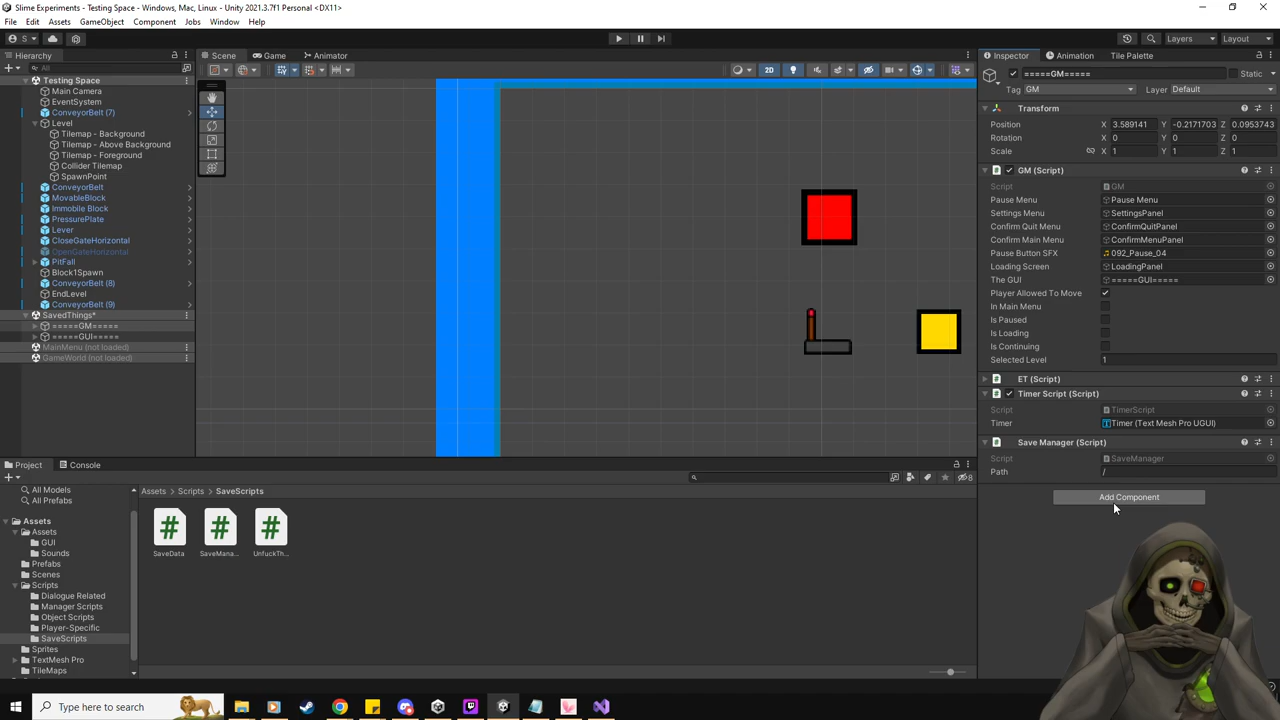 Slime Experiments - Testing Space - Windows, Mac, Linux - Unity 2021.3.7f1 Personal <DX11>
File Edit Assets GameObject Component Jobs Window Help
S
Layers Layout
Hierarchy
All
Testing Space
Main Camera
EventSystem
ConveyorBelt (7)
Level
Tilemap - Background
Tilemap - Above Background
Tilemap - Foreground
Collider Tilemap
SpawnPoint
ConveyorBelt
MovableBlock
Immobile Block
PressurePlate
Lever
CloseGateHorizontal
OpenGateHorizontal
PitFall
Block1Spawn
ConveyorBelt (8)
EndLevel
ConveyorBelt (9)
SavedThings*
=====GM=====
=====GUI=====
MainMenu (not loaded)
GameWorld (not loaded)
Scene Game Animator
2D
Inspector Animation Tile Palette
=====GM===== Static
Tag GM Layer Default
Transform
Position X 3.589141 Y -0.2171703 Z 0.0953743
Rotation X 0 Y 0 Z 0
Scale X 1 Y 1 Z 1
GM (Script)
Script GM
Pause Menu Pause Menu
Settings Menu SettingsPanel
Confirm Quit Menu ConfirmQuitPanel
Confirm Main Menu ConfirmMenuPanel
Pause Button SFX 092_Pause_04
Loading Screen LoadingPanel
The GUI =====GUI=====
Player Allowed To Move
In Main Menu
Is Paused
Is Loading
Is Continuing
Selected Level 1
ET (Script)
Timer Script (Script)
Script TimerScript
Timer Timer (Text Mesh Pro UGUI)
Save Manager (Script)
Script SaveManager
Path /
Add Component
Project Console
8
All Models
All Prefabs
Assets
Assets
GUI
Sounds
Prefabs
Scenes
Scripts
Dialogue Related
Manager Scripts
Object Scripts
Player-Specific
SaveScripts
Sprites
TextMesh Pro
TileMaps
Assets > Scripts > SaveScripts
SaveData SaveMana... UnfuckTh...
Type here to search